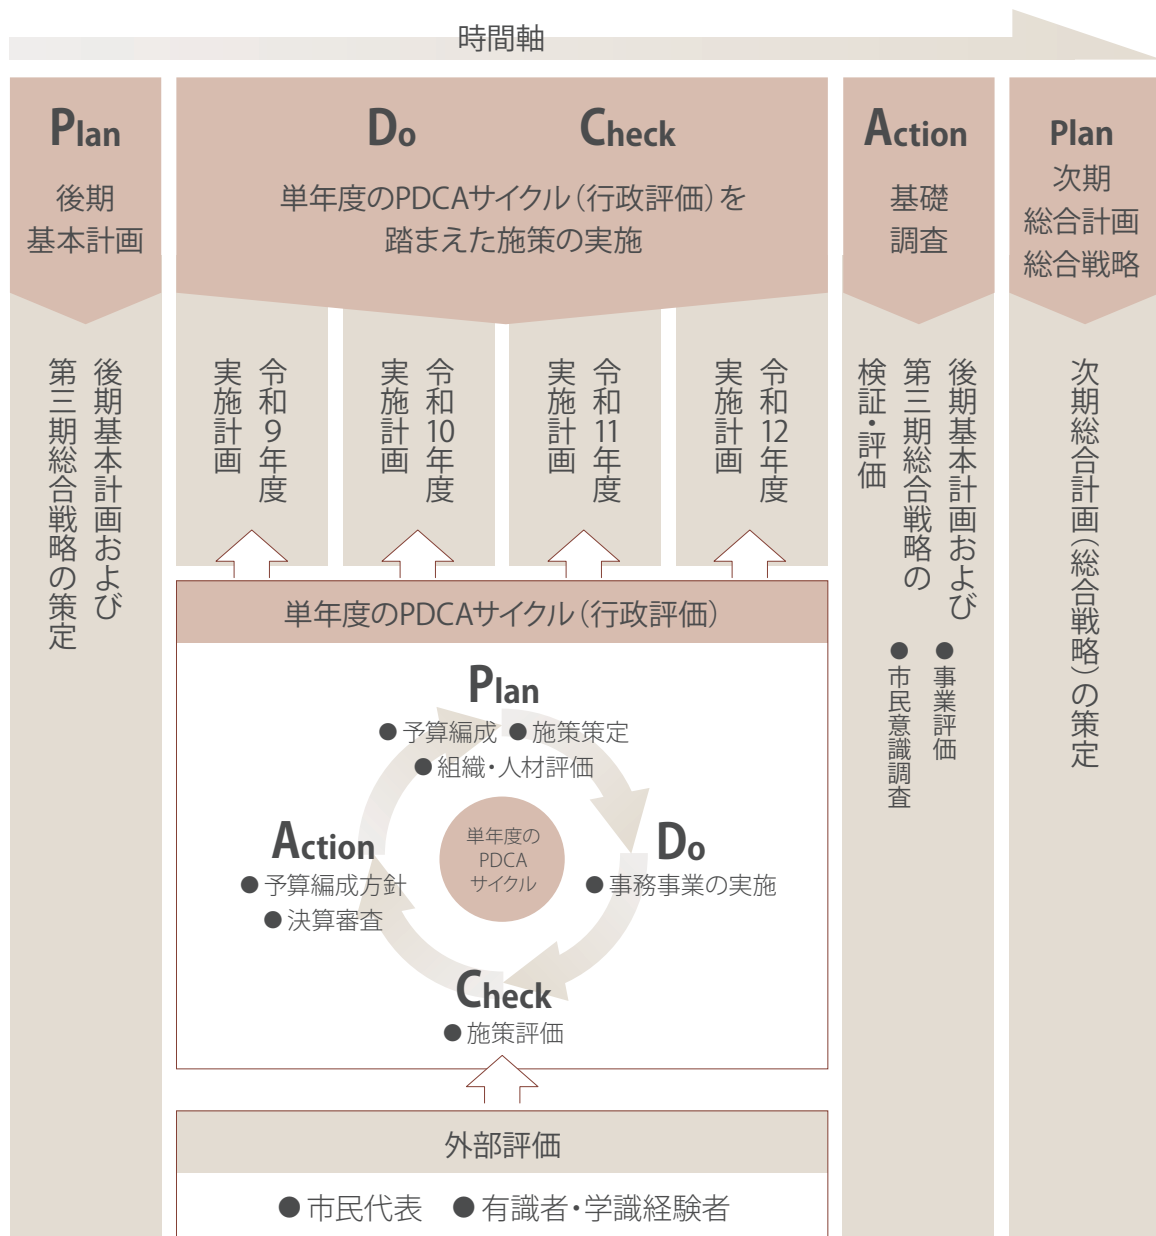 時間軸
Plan
後期
基本計画
Do
Check
単年度のPDCAサイクル（行政評価）を
踏まえた施策の実施
Action
基礎
調査
Plan
次期
総合計画
総合戦略
後期基本計画および
第三期総合戦略の策定
令和9年度
実施計画
令和10年度
実施計画
令和11年度
実施計画
令和12年度
実施計画
後期基本計画および
第三期総合戦略の
検証・評価
●事業評価
●市民意識調査
次期総合計画（総合戦略）の策定
単年度のPDCAサイクル（行政評価）
Plan
●予算編成 ●施策策定
●組織・人材評価
Do
●事務事業の実施
Check
●施策評価
Action
●予算編成方針
●決算審査
単年度の
PDCA
サイクル
外部評価
●市民代表 ●有識者・学識経験者